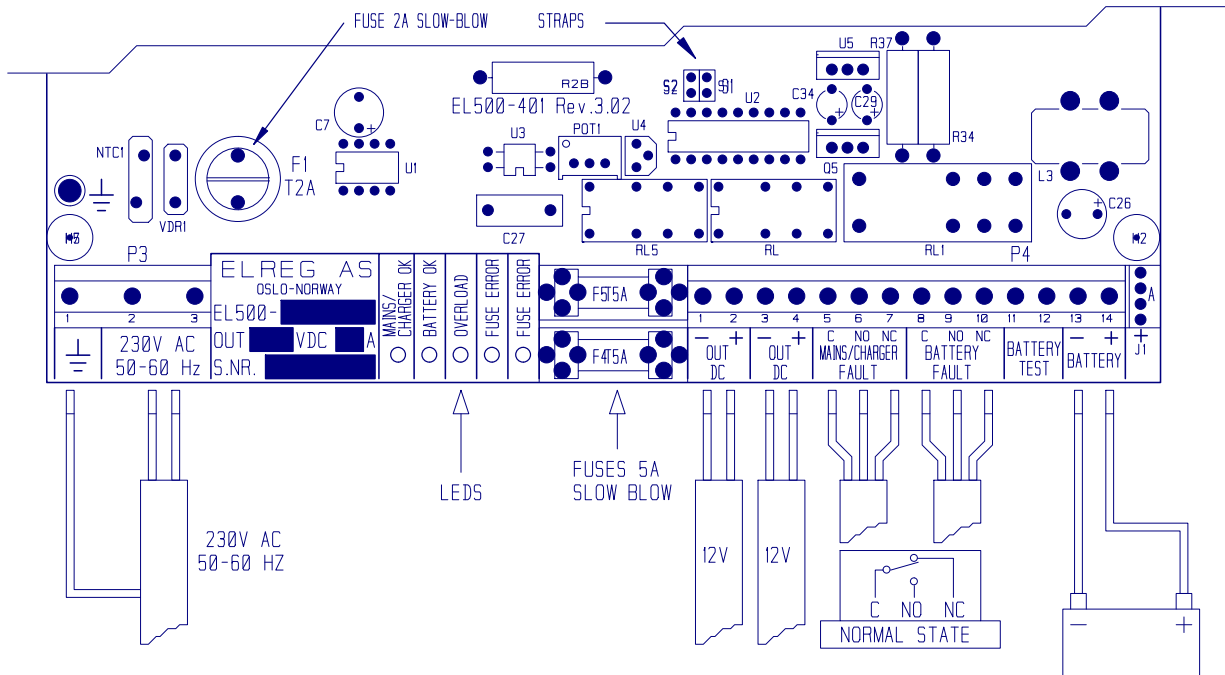 FUSE 2A SLOW-BLOW
STRAPS
R2B
EL500-401 Rev.3.02
S2
U2
U5
R37
C34
C29
R34
C7
U1
U3
POT1
U4
Q5
L3
C26
NTC1
VDR1
F1
T2A
C27
RL5
RL
RL1
P3
P4
ELREG AS
OSLO-NORWAY
EL500-
OUT VDC A
S.NR.
MAINS/
CHARGER OK
BATTERY OK
OVERLOAD
FUSE ERROR
FUSE ERROR
F5 T5A
F4 T5A
1 2 3
230V AC
50-60 Hz
1 2 3 4 5 6 7 8 9 10 11 12 13 14
A
J1
- +
OUT
DC
- +
OUT
DC
C NO NC
MAINS/CHARGER
FAULT
C NO NC
BATTERY
FAULT
BATTERY
TEST
- +
BATTERY
+
LEDS
FUSES 5A
SLOW BLOW
230V AC
50-60 HZ
12V
12V
C NO NC
NORMAL STATE
- +